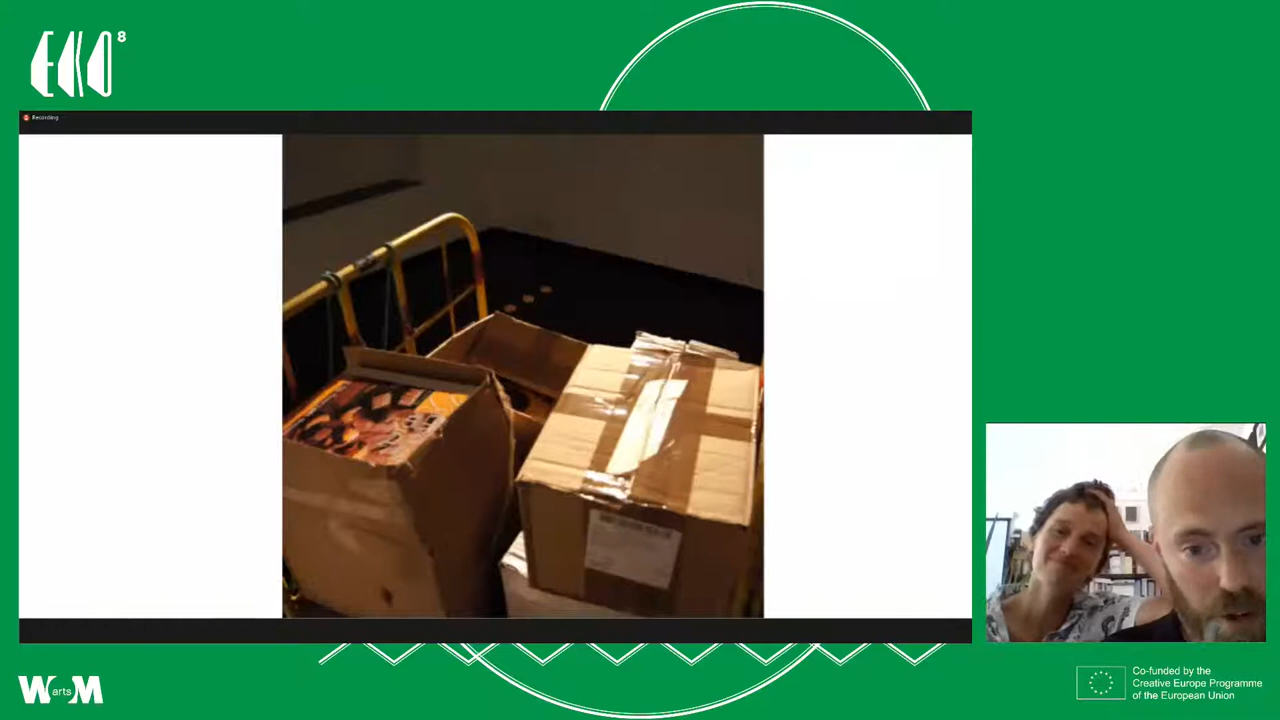 EKO 8
Recording
W arts M
Co-funded by the
Creative Europe Programme
of the European Union